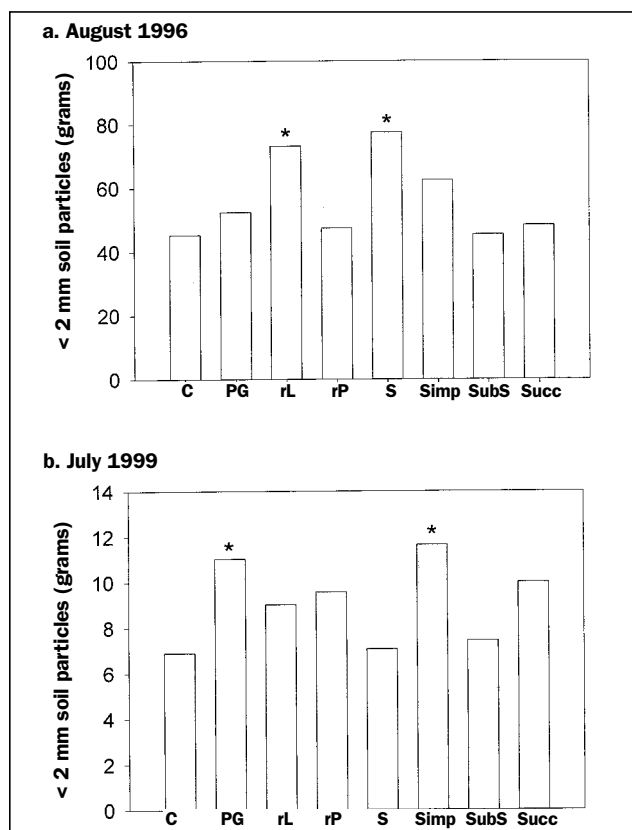 a. August 1996
< 2 mm soil particles (grams)
100
80
60
40
20
0
* *
C PG rL rP S Simp SubS Succ
b. July 1999
< 2 mm soil particles (grams)
14
12
10
8
6
4
2
0
* *
C PG rL rP S Simp SubS Succ